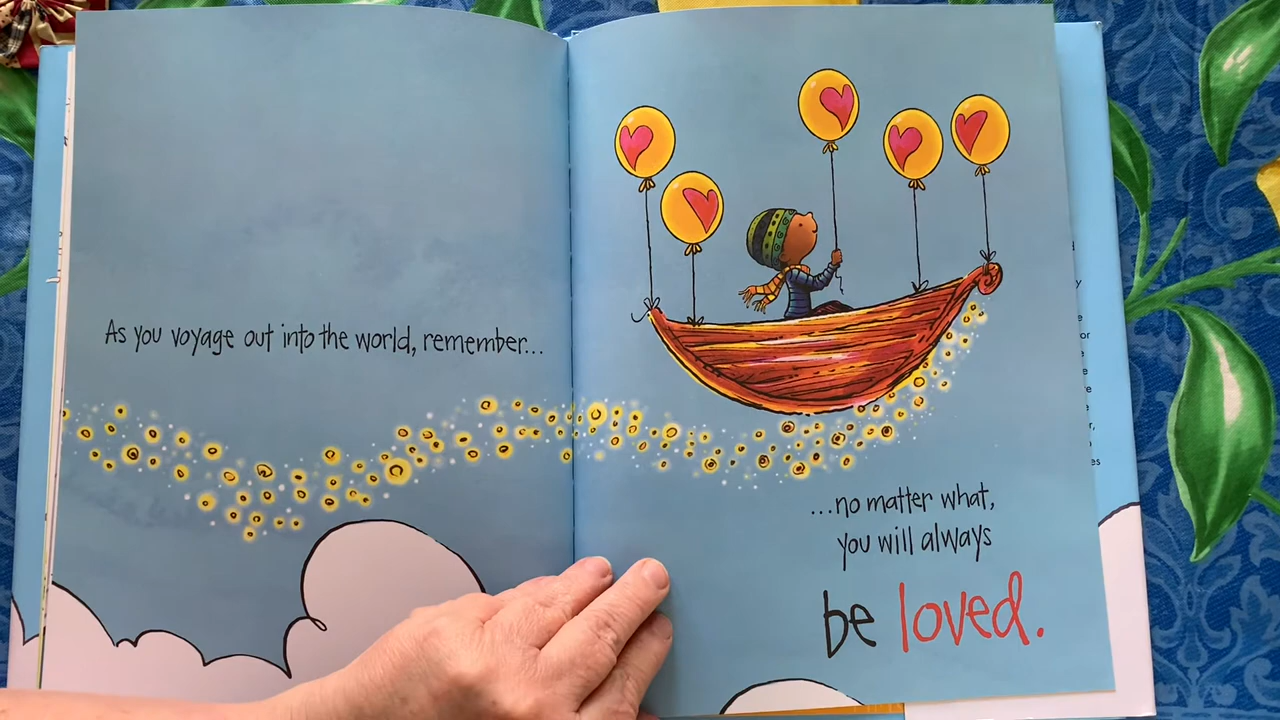 As you voyage out into the world, remember...
...no matter what,
you will always
be loved.